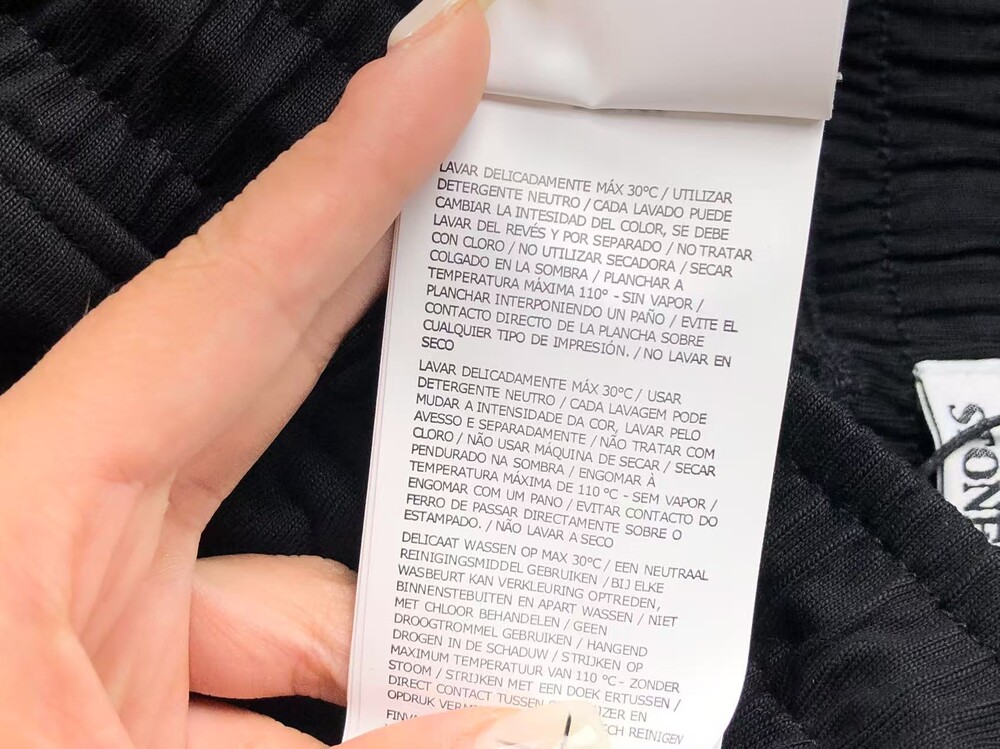 LAVAR DELICADAMENTE MÁX 30°C / UTILIZAR
DETERGENTE NEUTRO / CADA LAVADO PUEDE
CAMBIAR LA INTESIDAD DEL COLOR, SE DEBE
LAVAR DEL REVÉS Y POR SEPARADO / NO TRATAR
CON CLORO / NO UTILIZAR SECADORA / SECAR
COLGADO EN LA SOMBRA / PLANCHAR A
TEMPERATURA MÁXIMA 110° - SIN VAPOR /
PLANCHAR INTERPONIENDO UN PAÑO / EVITE EL
CONTACTO DIRECTO DE LA PLANCHA SOBRE
CUALQUIER TIPO DE IMPRESIÓN. / NO LAVAR EN
SECO
LAVAR DELICADAMENTE MÁX 30°C / USAR
DETERGENTE NEUTRO / CADA LAVAGEM PODE
MUDAR A INTENSIDADE DA COR, LAVAR PELO
AVESSO E SEPARADAMENTE / NÃO TRATAR COM
CLORO / NÃO USAR MÁQUINA DE SECAR / SECAR
PENDURADO NA SOMBRA / ENGOMAR À
TEMPERATURA MÁXIMA DE 110 °C - SEM VAPOR /
ENGOMAR COM UM PANO / EVITAR CONTACTO DO
FERRO DE PASSAR DIRECTAMENTE SOBRE O
ESTAMPADO. / NÃO LAVAR A SECO
DELICAAT WASSEN OP MAX 30°C / EEN NEUTRAAL
REINIGINGSMIDDEL GEBRUIKEN / BIJ ELKE
WASBEURT KAN VERKLEURING OPTREDEN,
BINNENSTEBUITEN EN APART WASSEN / NIET
MET CHLOOR BEHANDELEN / GEEN
DROOGTROMMEL GEBRUIKEN / HANGEND
DROGEN IN DE SCHADUW / STRIJKEN OP
MAXIMUM TEMPERATUUR VAN 110 °C - ZONDER
STOOM / STRIJKEN MET EEN DOEK ERTUSSEN /
DIRECT CONTACT TUSSEN EN
OPDRUK REINIGEN
STONE